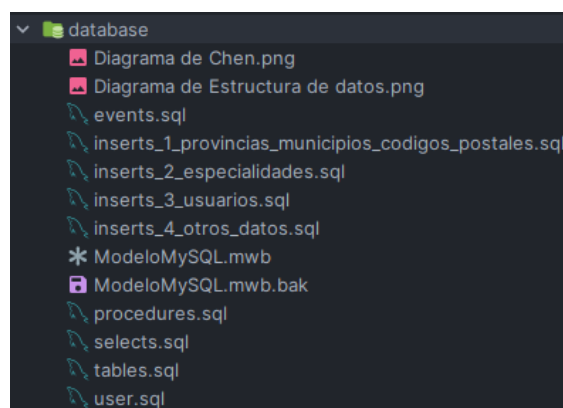 database
Diagrama de Chen.png
Diagrama de Estructura de datos.png
events.sql
inserts_1_provincias_municipios_codigos_postales.sql
inserts_2_especialidades.sql
inserts_3_usuarios.sql
inserts_4_otros_datos.sql
ModeloMySQL.mwb
ModeloMySQL.mwb.bak
procedures.sql
selects.sql
tables.sql
user.sql